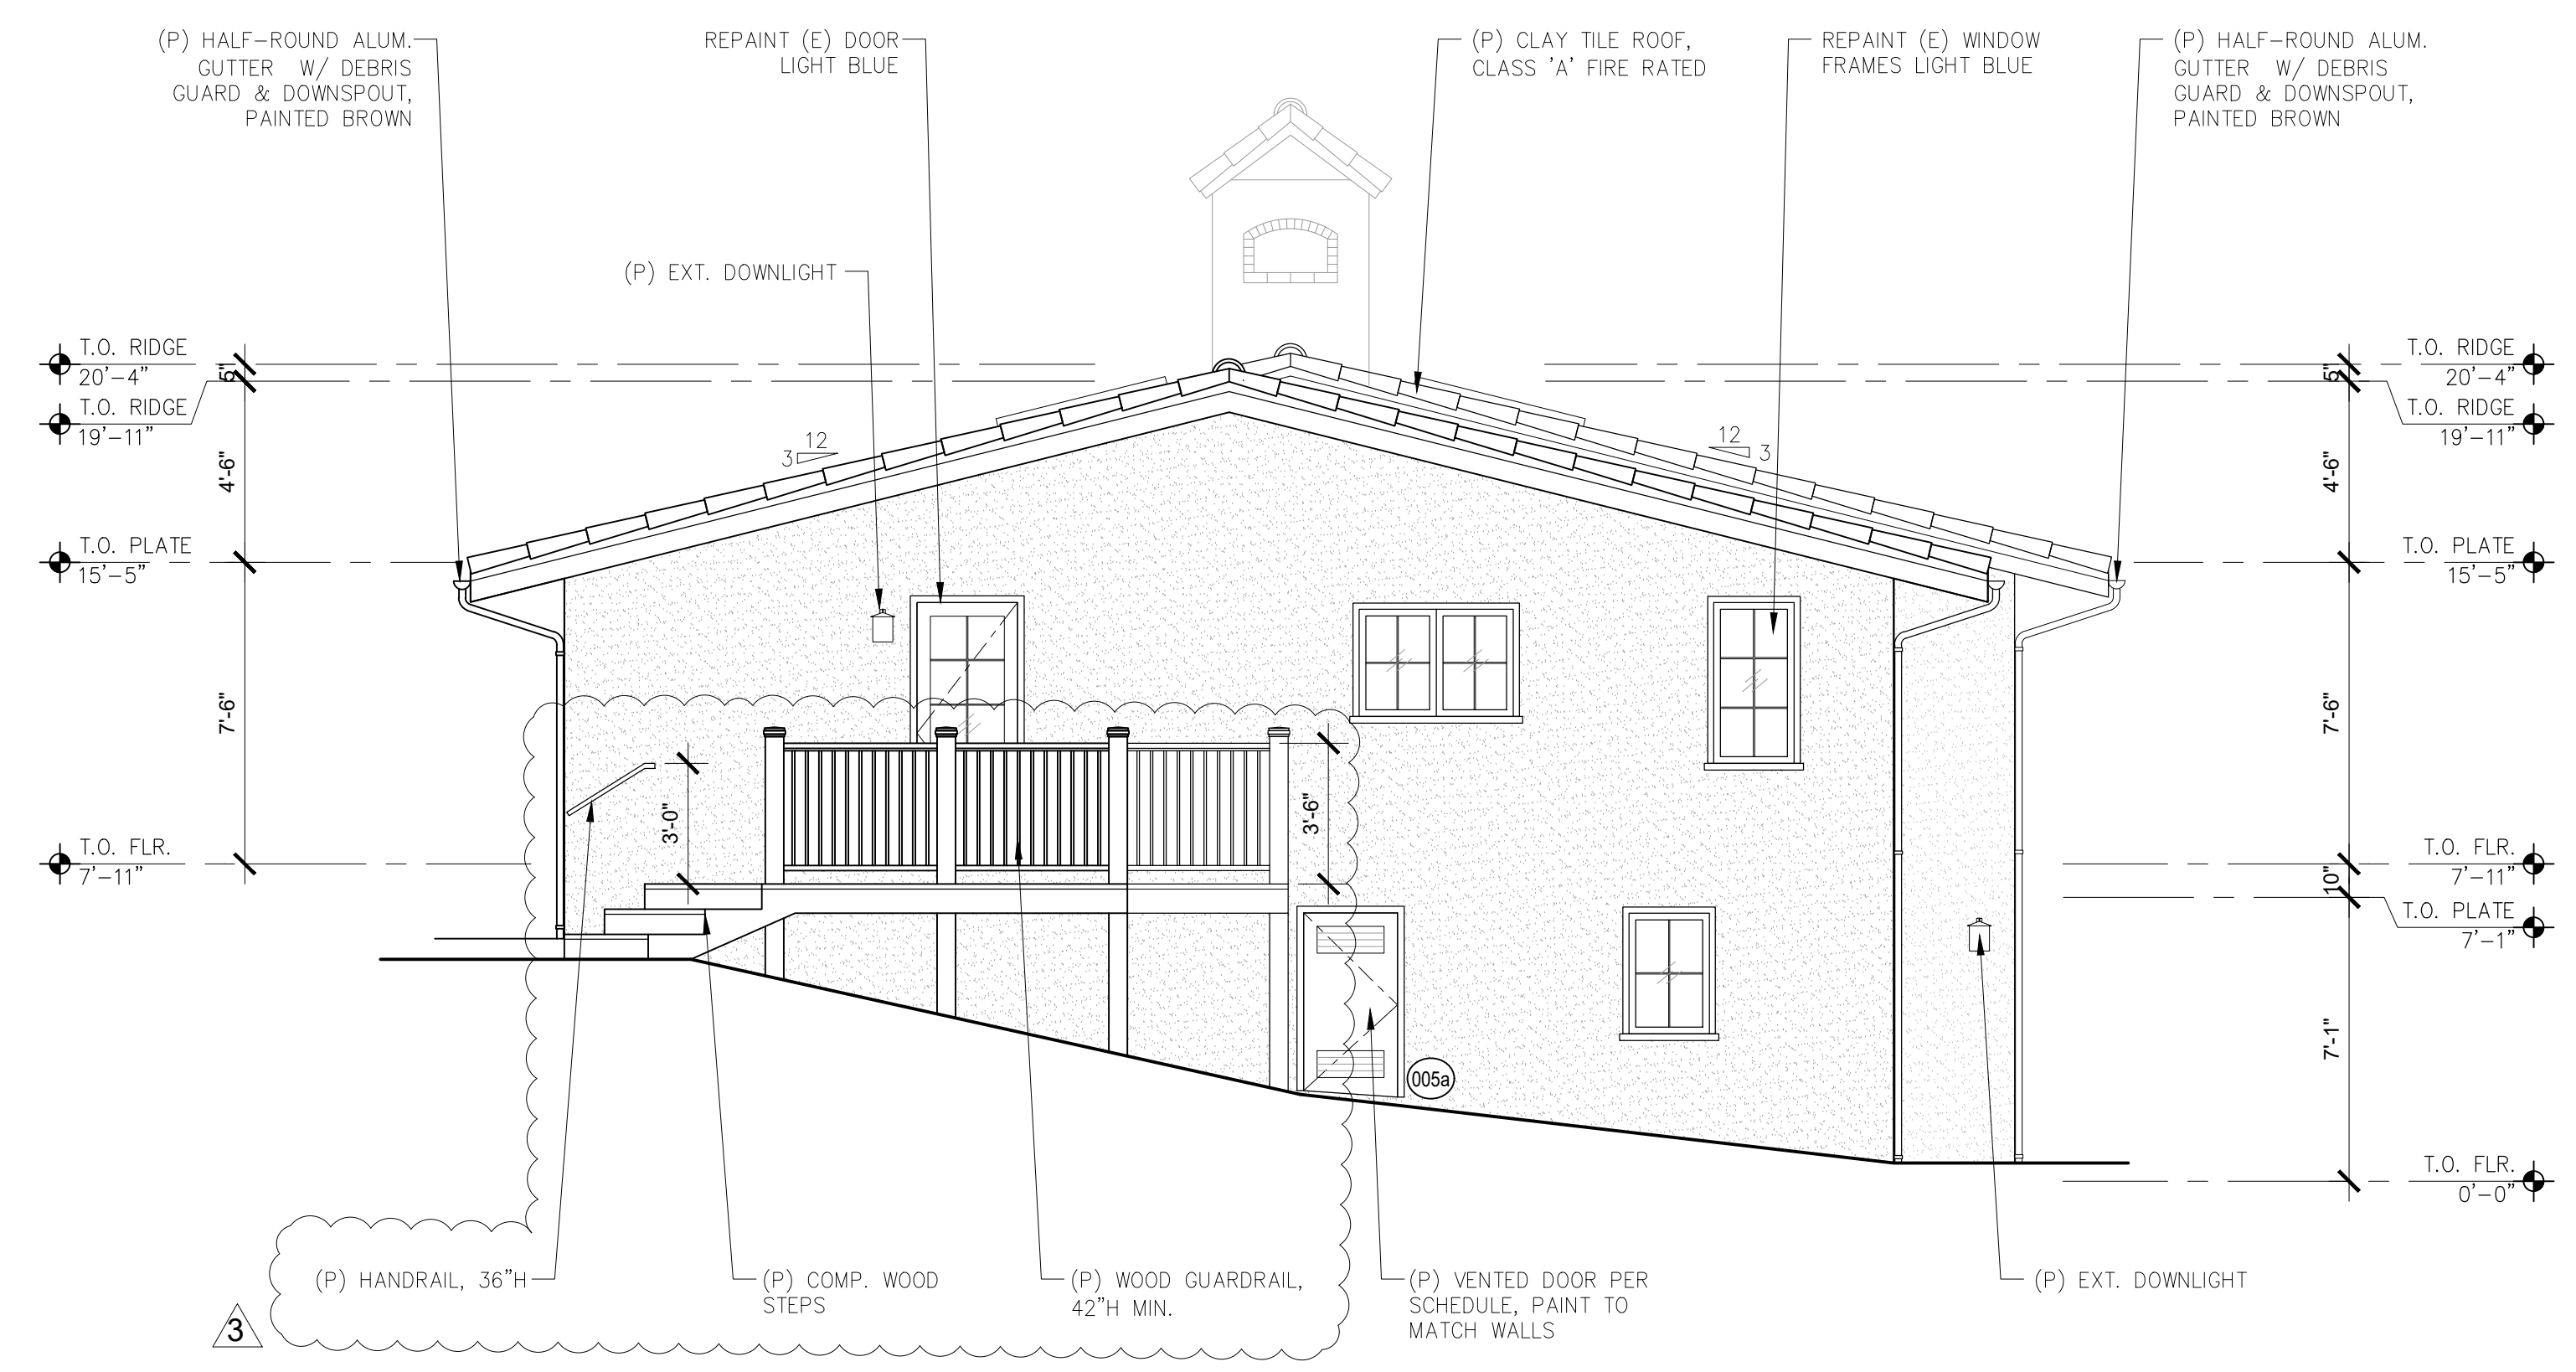 (P) HALF-ROUND ALUM.
GUTTER W/ DEBRIS
GUARD & DOWNSPOUT,
PAINTED BROWN
REPAINT (E) DOOR
LIGHT BLUE
(P) CLAY TILE ROOF,
CLASS 'A' FIRE RATED
REPAINT (E) WINDOW
FRAMES LIGHT BLUE
(P) HALF-ROUND ALUM.
GUTTER W/ DEBRIS
GUARD & DOWNSPOUT,
PAINTED BROWN
(P) EXT. DOWNLIGHT
T.O. RIDGE
20'-4"
T.O. RIDGE
19'-11"
T.O. PLATE
15'-5"
T.O. FLR.
7'-11"
5"
4'-6"
7'-6"
12
3
12
3
3'-0"
3'-6"
005a
5"
4'-6"
7'-6"
10"
7'-1"
T.O. RIDGE
20'-4"
T.O. RIDGE
19'-11"
T.O. PLATE
15'-5"
T.O. FLR.
7'-11"
T.O. PLATE
7'-1"
T.O. FLR.
0'-0"
(P) HANDRAIL, 36"H
(P) COMP. WOOD
STEPS
(P) WOOD GUARDRAIL,
42"H MIN.
(P) VENTED DOOR PER
SCHEDULE, PAINT TO
MATCH WALLS
(P) EXT. DOWNLIGHT
3